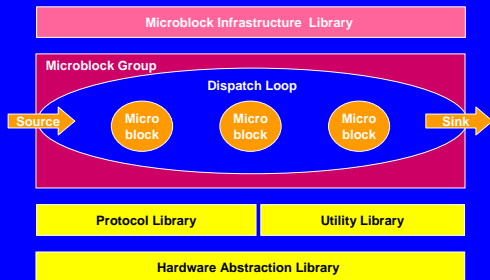 Microblock Infrastructure Library
Microblock Group
Dispatch Loop
Source
Micro
block
Micro
block
Micro
block
Sink
Protocol Library
Utility Library
Hardware Abstraction Library